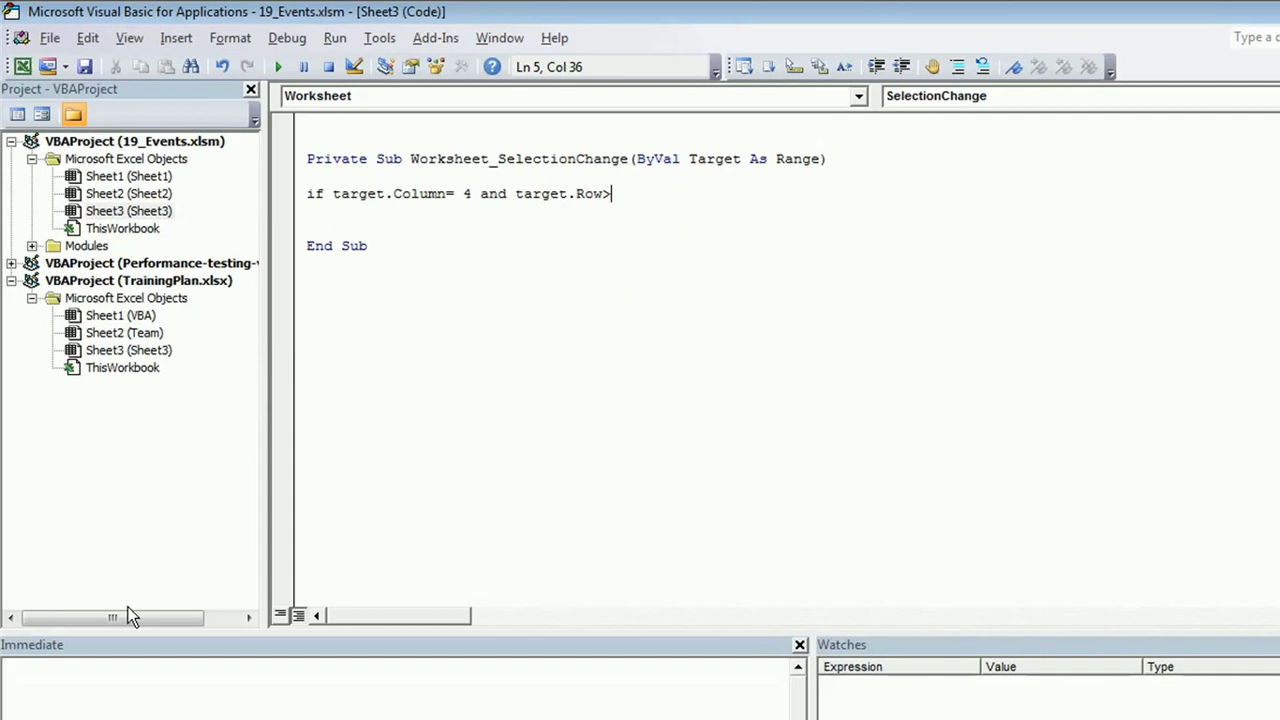 Microsoft Visual Basic for Applications - 19_Events.xlsm - [Sheet3 (Code)]
File Edit View Insert Format Debug Run Tools Add-Ins Window Help
Type a
Ln 5, Col 36
Project - VBAProject
Worksheet
SelectionChange
VBAProject (19_Events.xlsm)
Microsoft Excel Objects
Sheet1 (Sheet1)
Sheet2 (Sheet2)
Sheet3 (Sheet3)
ThisWorkbook
Modules
VBAProject (Performance-testing-
VBAProject (TrainingPlan.xlsx)
Microsoft Excel Objects
Sheet1 (VBA)
Sheet2 (Team)
Sheet3 (Sheet3)
ThisWorkbook
Private Sub Worksheet_SelectionChange(ByVal Target As Range)
if target.Column= 4 and target.Row>
End Sub
Immediate
Watches
Expression Value Type